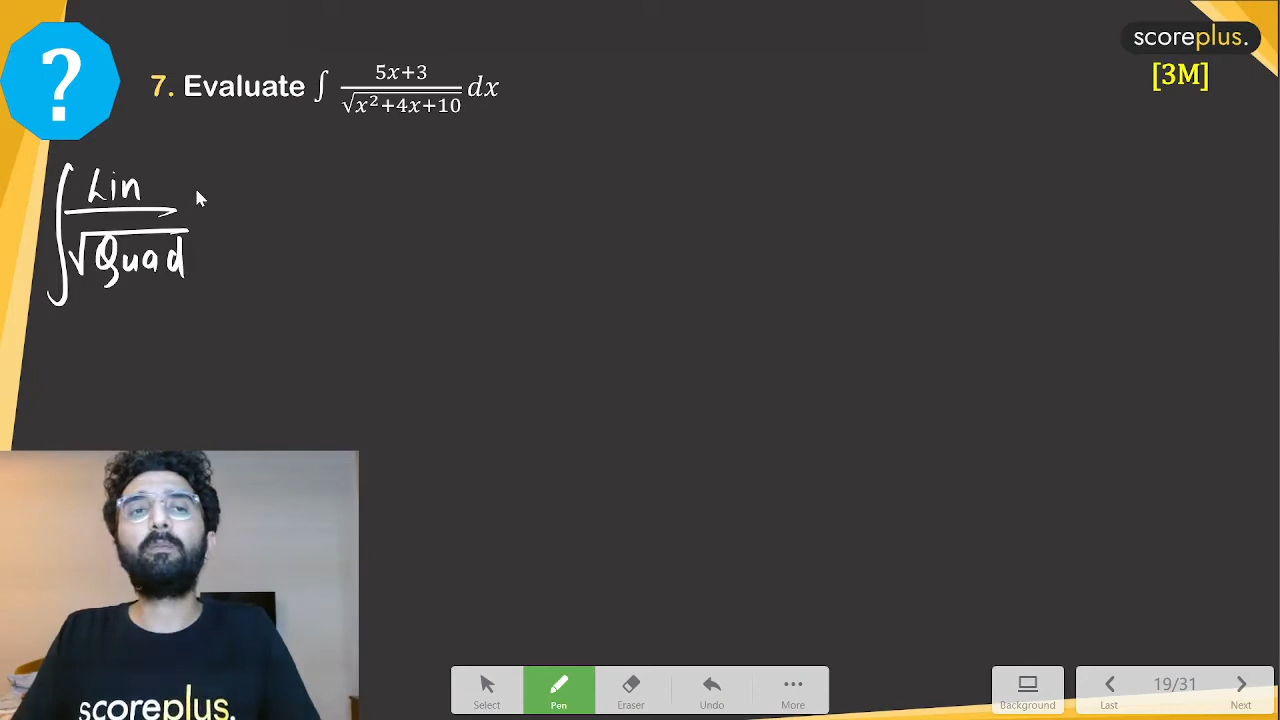 ?
scoreplus.
7. Evaluate ∫ (5x+3)/√(x²+4x+10) dx
[3M]
∫ Lin
√Quad
scoreplus.
Select
Pen
Eraser
Undo
More
Background
Last
19/31
Next